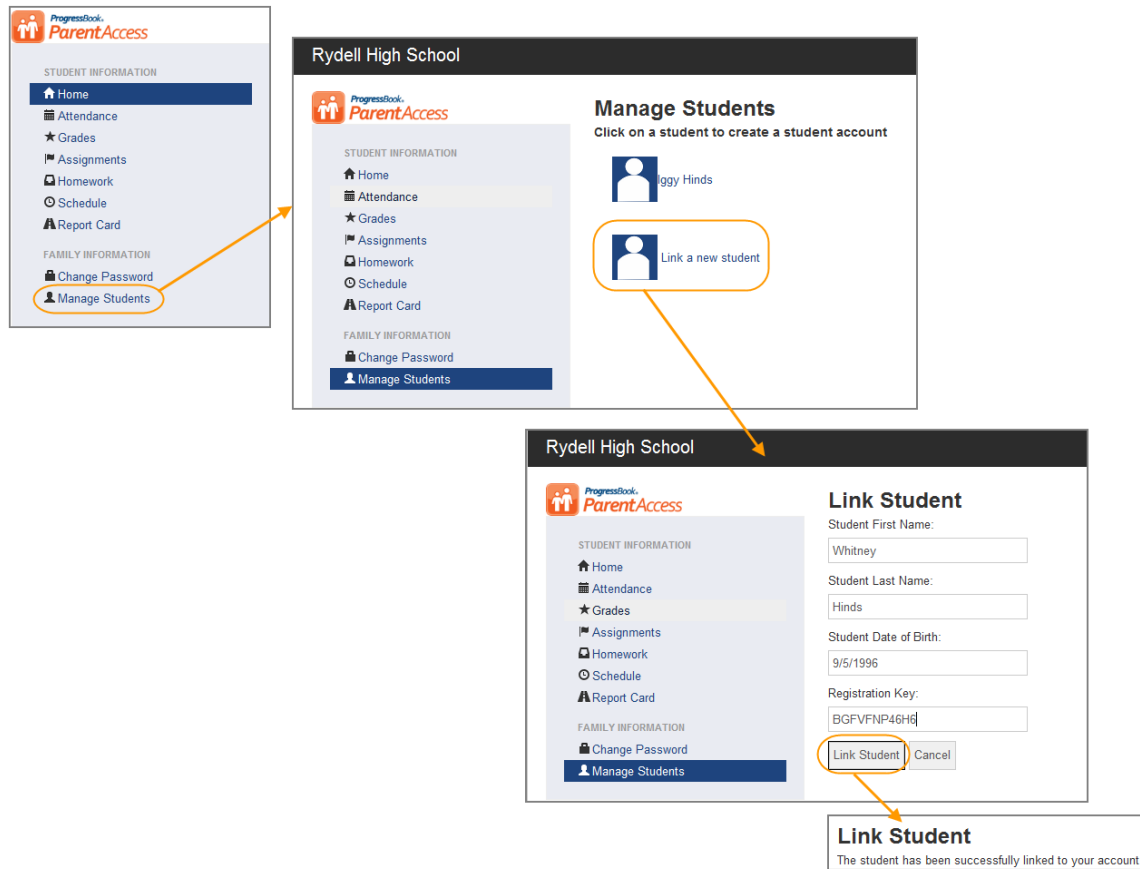 ProgressBook.
ParentAccess
STUDENT INFORMATION
Home
Attendance
Grades
Assignments
Homework
Schedule
Report Card
FAMILY INFORMATION
Change Password
Manage Students
Rydell High School
ProgressBook.
ParentAccess
STUDENT INFORMATION
Home
Attendance
Grades
Assignments
Homework
Schedule
Report Card
FAMILY INFORMATION
Change Password
Manage Students
Manage Students
Click on a student to create a student account
Iggy Hinds
Link a new student
Rydell High School
ProgressBook.
ParentAccess
STUDENT INFORMATION
Home
Attendance
Grades
Assignments
Homework
Schedule
Report Card
FAMILY INFORMATION
Change Password
Manage Students
Link Student
Student First Name:
Whitney
Student Last Name:
Hinds
Student Date of Birth:
9/5/1996
Registration Key:
BGFVFNP46H6
Link Student Cancel
Link Student
The student has been successfully linked to your account